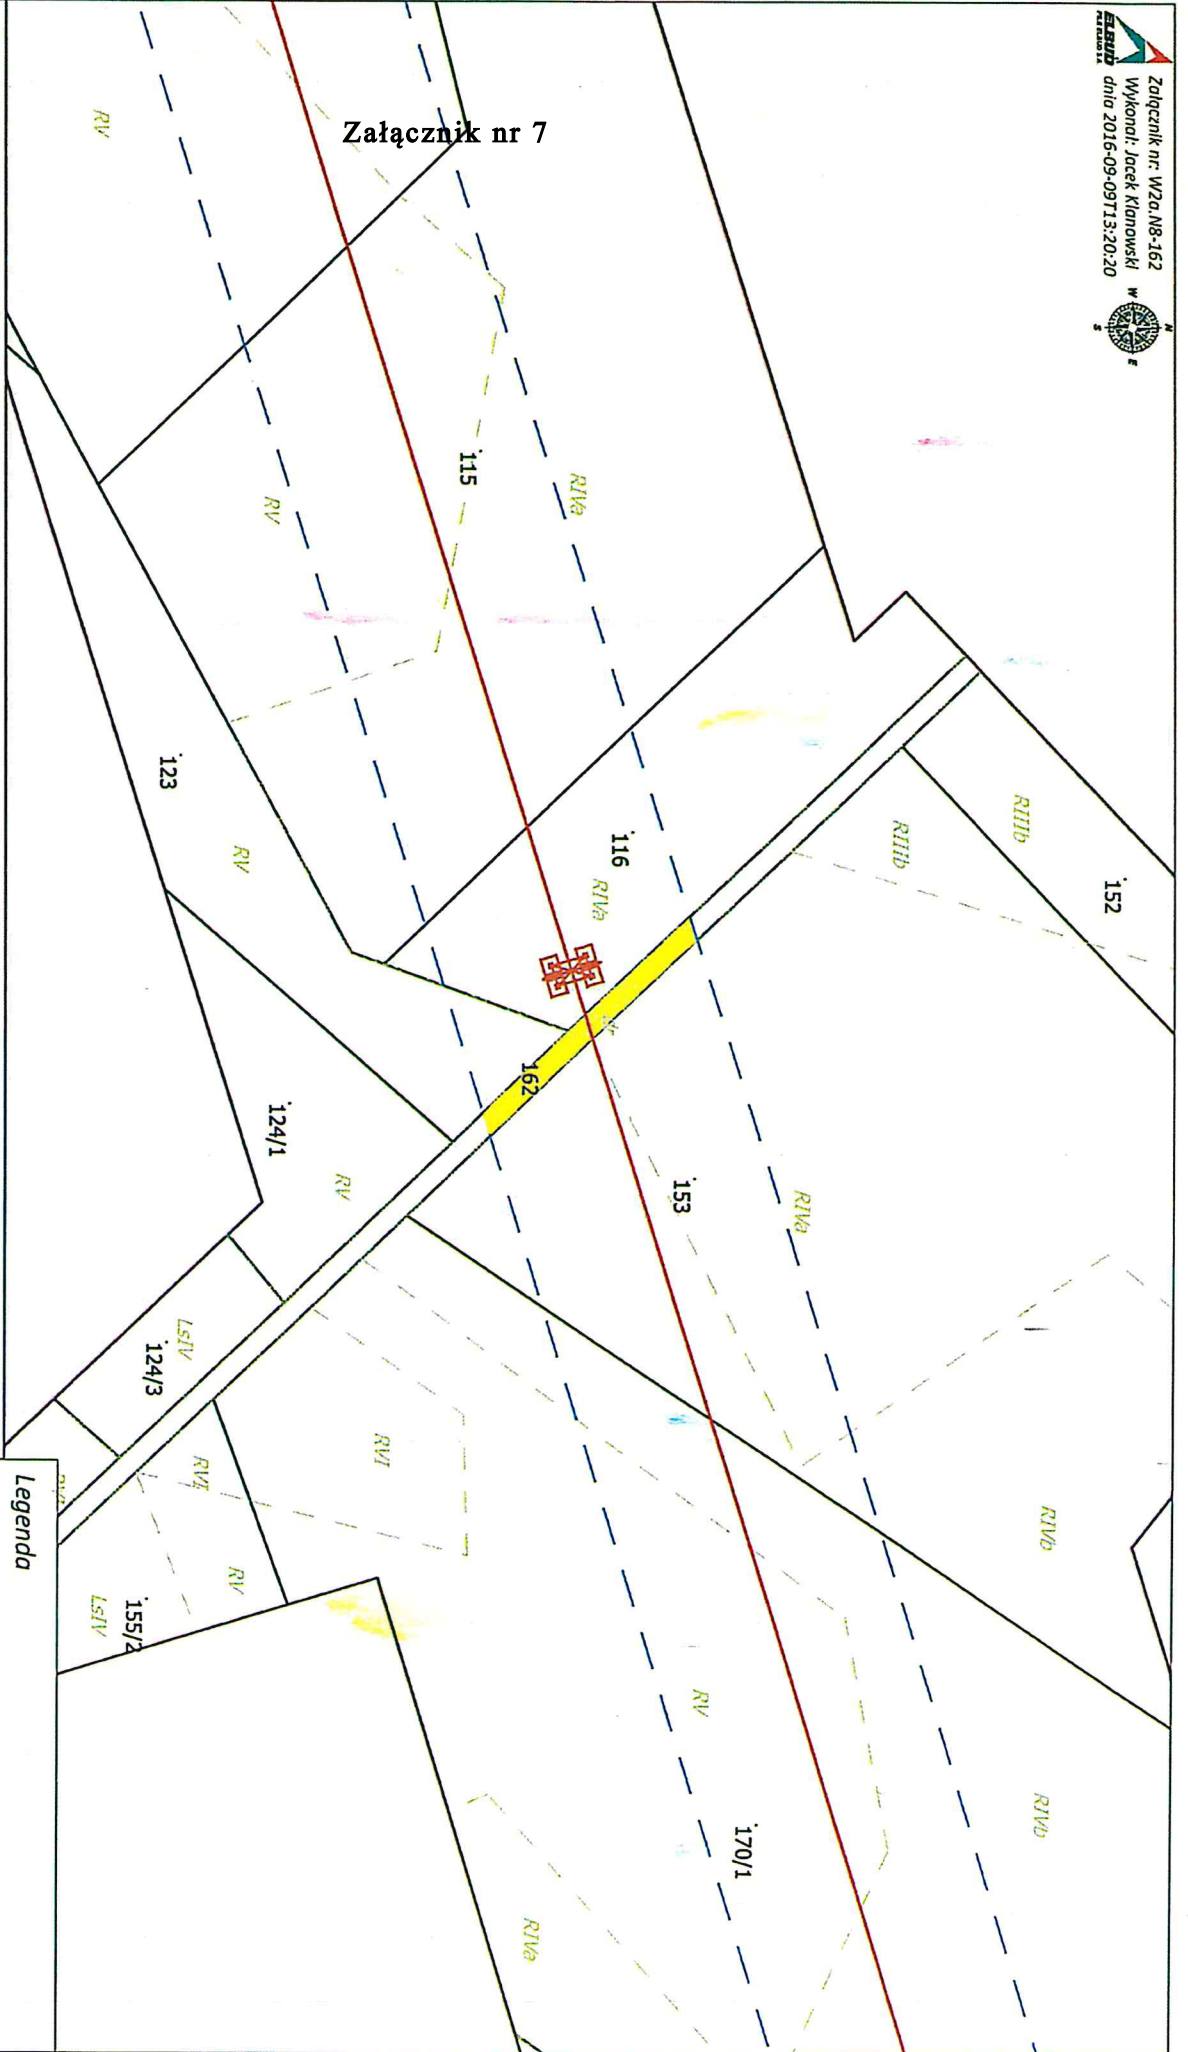 Załącznik nr 7
ELBUD
Załącznik nr: W2a.N8-162
Wykonał: Jacek Klanowski
dnia 2016-09-09T13:20:20
N
W
E
S
RV
115
RIVa
RV
123
RV
116
RIVa
RIIIb
RIIIb
152
162
dr
153
RIVa
124/1
RV
LsIV
124/3
RVI
RVI
RV
155/2
LsIV
RIVb
RV
170/1
RIVb
RIVa
Legenda